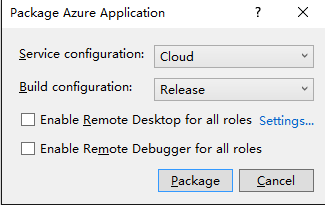 Package Azure Application
?
Service configuration: Cloud
Build configuration: Release
Enable Remote Desktop for all roles Settings...
Enable Remote Debugger for all roles
Package Cancel